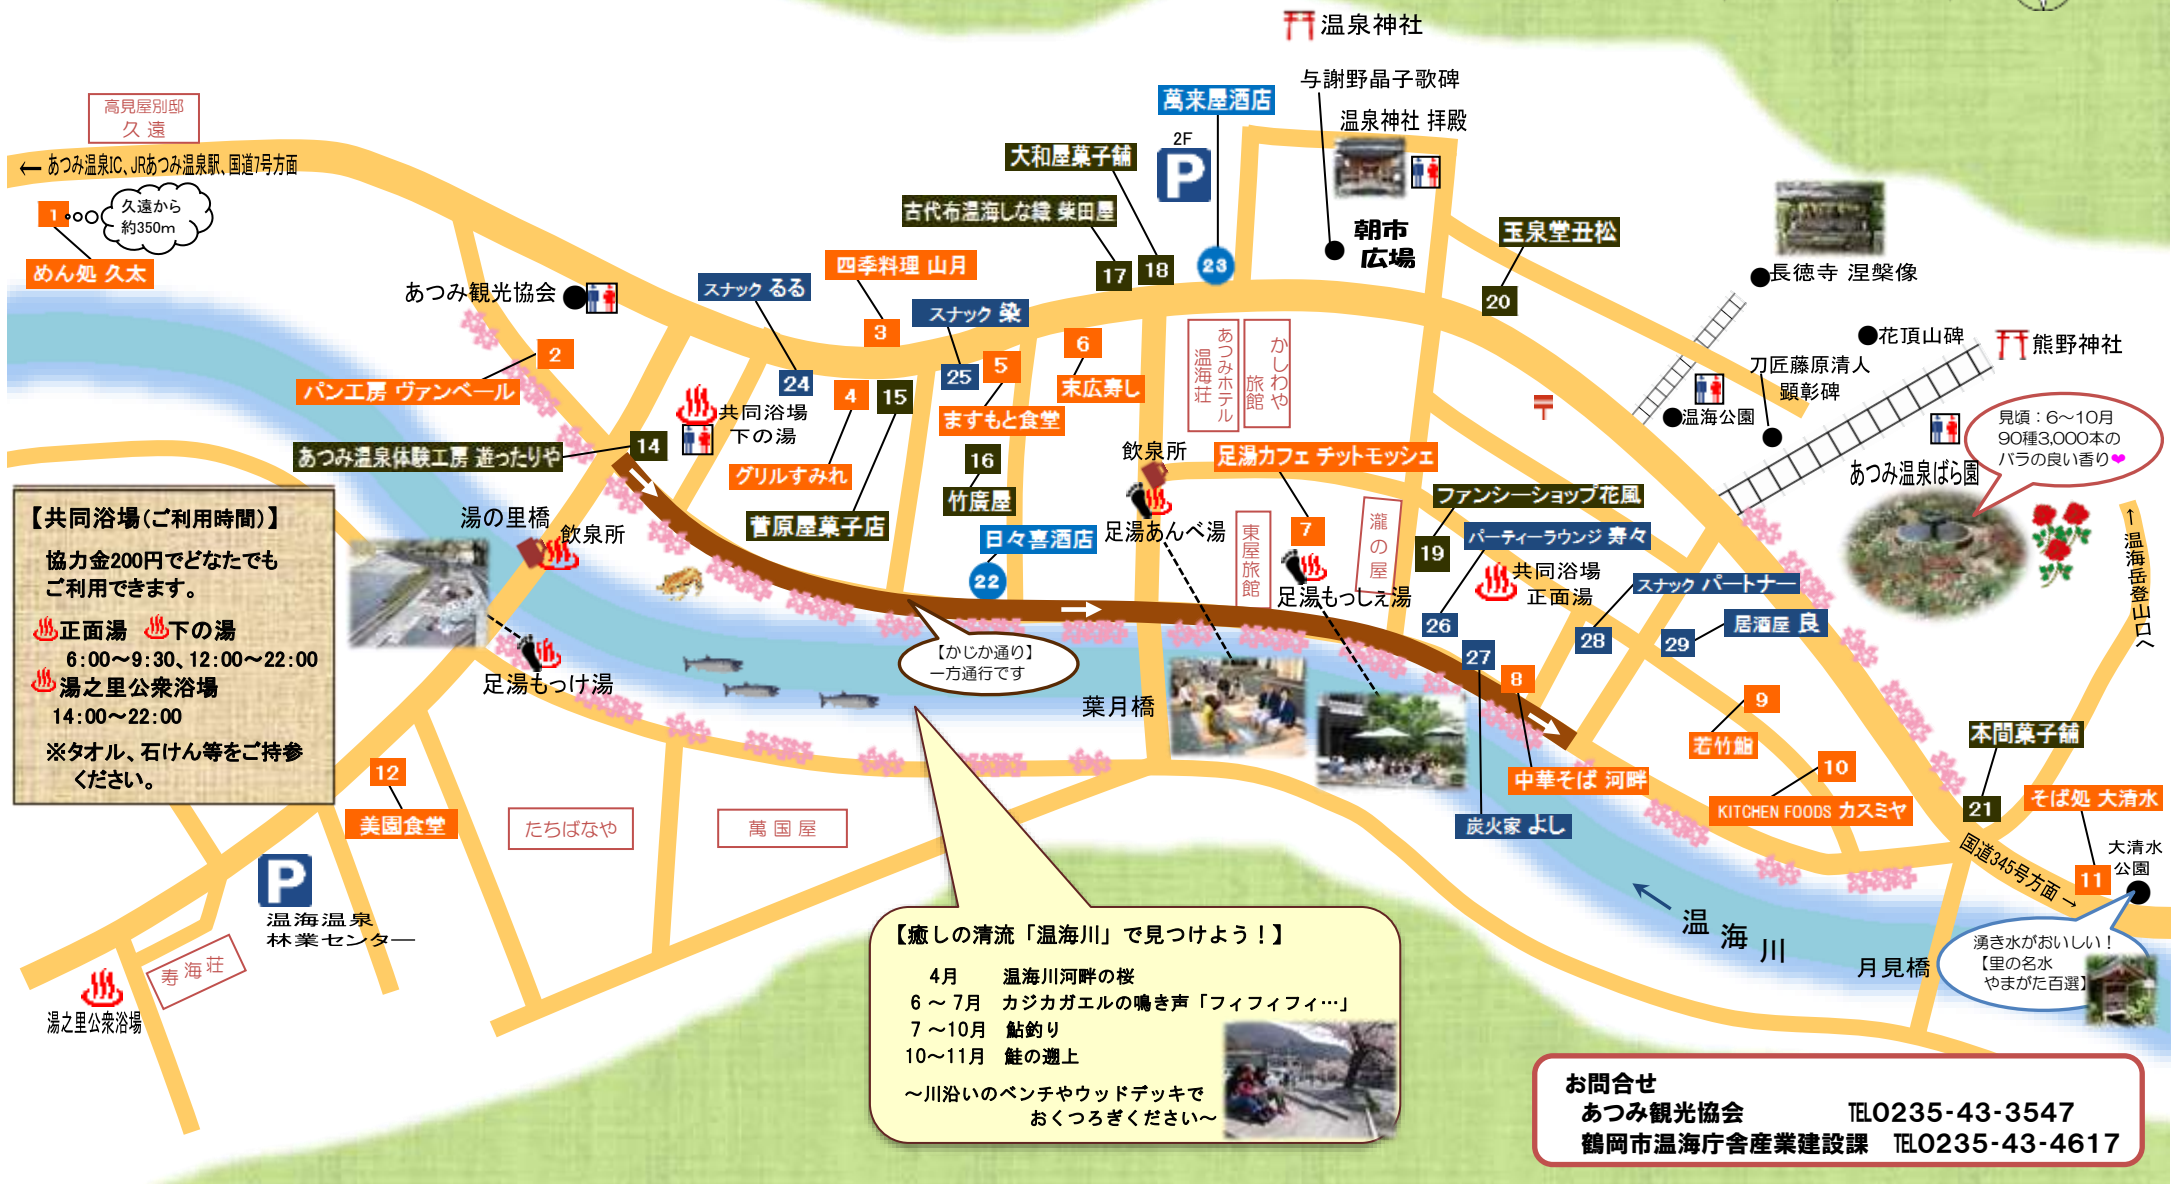 温泉神社
与謝野晶子歌碑
温泉神社 拝殿
高見屋別邸
久遠
← あつみ温泉IC、JRあつみ温泉駅、国道7号方面
1
久遠から
約350m
めん処 久太
萬来屋酒店
2F
P
大和屋菓子舗
古代布温海しな織 柴田屋
17
18
23
朝市
広場
玉泉堂丑松
20
長徳寺 涅槃像
花頂山碑
熊野神社
刀匠藤原清人
顕彰碑
温海公園
見頃：6～10月
90種3,000本の
バラの良い香り
あつみ温泉ばら園
←温海岳登山口へ
四季料理 山月
3
スナック るる
24
あつみ観光協会
2
パン工房 ヴァンベール
スナック 染
25
5
ますもと食堂
6
末広寿し
あつみホテル
温海荘
かしわや
旅館
〒
4
グリルすみれ
15
菅原屋菓子店
共同浴場
下の湯
14
あつみ温泉体験工房 遊ったりや
16
竹廣屋
日々喜酒店
22
飲泉所
足湯あんべ湯
足湯カフェ チットモッシェ
7
足湯もっしぇ湯
東屋旅館
瀧の屋
ファンシーショップ花風
19
パーティーラウンジ 寿々
26
共同浴場
正面湯
スナック パートナー
28
居酒屋 良
29
27
炭火家 よし
8
中華そば 河畔
9
若竹鮨
10
KITCHEN FOODS カスミヤ
本間菓子舗
21
そば処 大清水
11
大清水
公園
国道345号方面→
湧き水がおいしい！
【里の名水
やまがた百選】
月見橋
温海川
葉月橋
【かじか通り】
一方通行です
湯の里橋
飲泉所
足湯もっけ湯
【共同浴場(ご利用時間)】
協力金200円でどなたでも
ご利用できます。
正面湯 下の湯
6:00～9:30、12:00～22:00
湯之里公衆浴場
14:00～22:00
※タオル、石けん等をご持参
ください。
12
美園食堂
たちばなや
萬国屋
P
温海温泉
林業センター
寿海荘
湯之里公衆浴場
【癒しの清流「温海川」で見つけよう！】
4月 温海川河畔の桜
6 ～ 7月 カジカガエルの鳴き声「フィフィフィ…」
7 ～10月 鮎釣り
10～11月 鮭の遡上
～川沿いのベンチやウッドデッキで
おくつろぎください～
お問合せ
あつみ観光協会 TEL0235-43-3547
鶴岡市温海庁舎産業建設課 TEL0235-43-4617